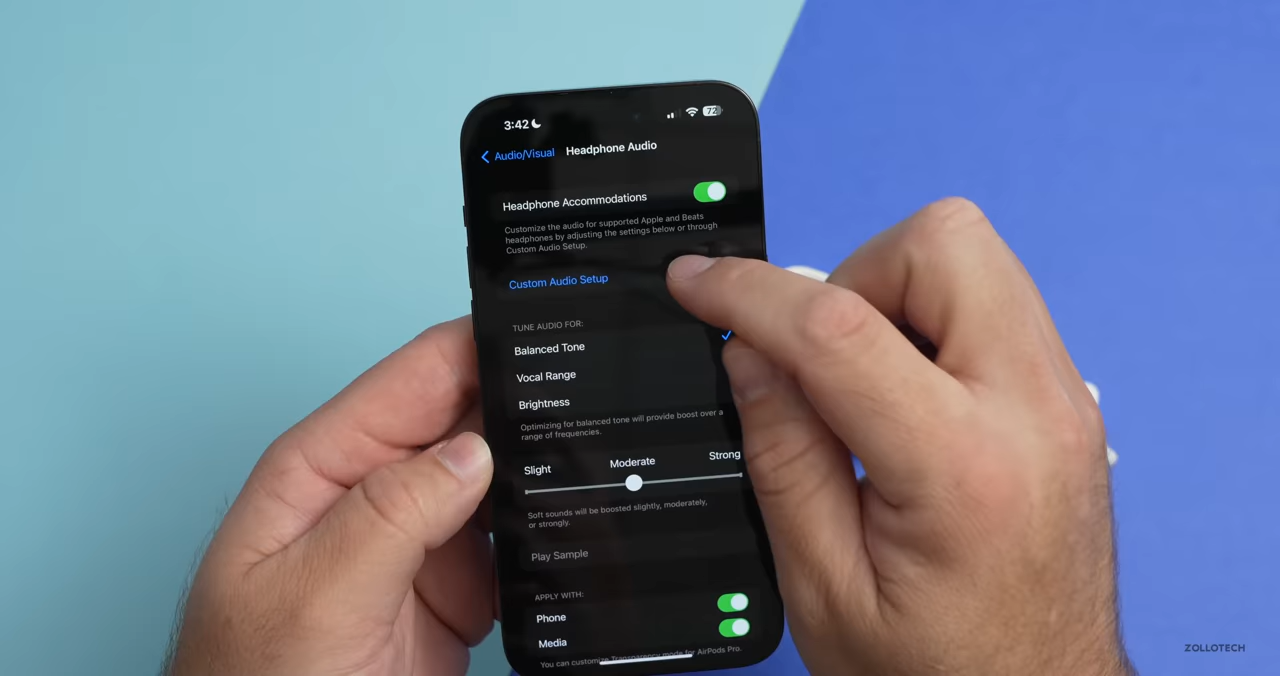 3:42
72
Audio/Visual
Headphone Audio
Headphone Accommodations
Customize the audio for supported Apple and Beats
headphones by adjusting the settings below or through
Custom Audio Setup.
Custom Audio Setup
TUNE AUDIO FOR:
Balanced Tone
Vocal Range
Brightness
Optimizing for balanced tone will provide boost over a
range of frequencies.
Slight
Moderate
Strong
Soft sounds will be boosted slightly, moderately,
or strongly.
Play Sample
APPLY WITH:
Phone
Media
You can customize Transparency mode for AirPods Pro.
ZOLLOTECH